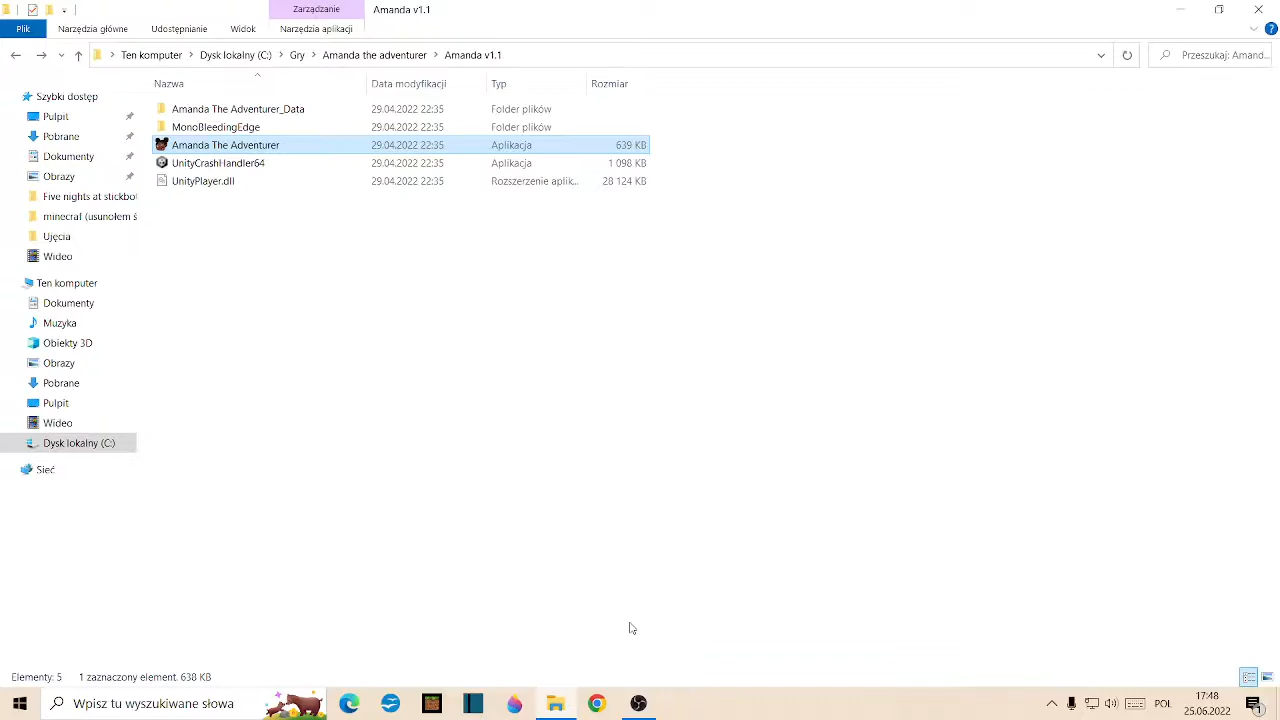 Zarządzanie
Amanda v1.1
Plik
Narzędzia główne
Udostępnianie
Widok
Narzędzia aplikacji
Ten komputer
Dysk lokalny (C:)
Gry
Amanda the adventurer
Amanda v1.1
Przeszukaj: Amand...
Nazwa
Data modyfikacji
Typ
Rozmiar
Amanda The Adventurer_Data
29.04.2022 22:35
Folder plików
MonoBleedingEdge
29.04.2022 22:35
Folder plików
Amanda The Adventurer
29.04.2022 22:35
Aplikacja
639 KB
UnityCrashHandler64
29.04.2022 22:35
Aplikacja
1 098 KB
UnityPlayer.dll
29.04.2022 22:35
Rozszerzenie aplik...
28 124 KB
Szybki dostęp
Pulpit
Pobrane
Dokumenty
Obrazy
Five nights at stickbot
minecraf (usunołem ś
Ujęcia
Wideo
Ten komputer
Dokumenty
Muzyka
Obiekty 3D
Obrazy
Pobrane
Pulpit
Wideo
Dysk lokalny (C:)
Sieć
Elementy: 5
1 zaznaczony element. 638 KB
Wpisz tu wyszukiwane słowa
POL
17:48
25.06.2022
1